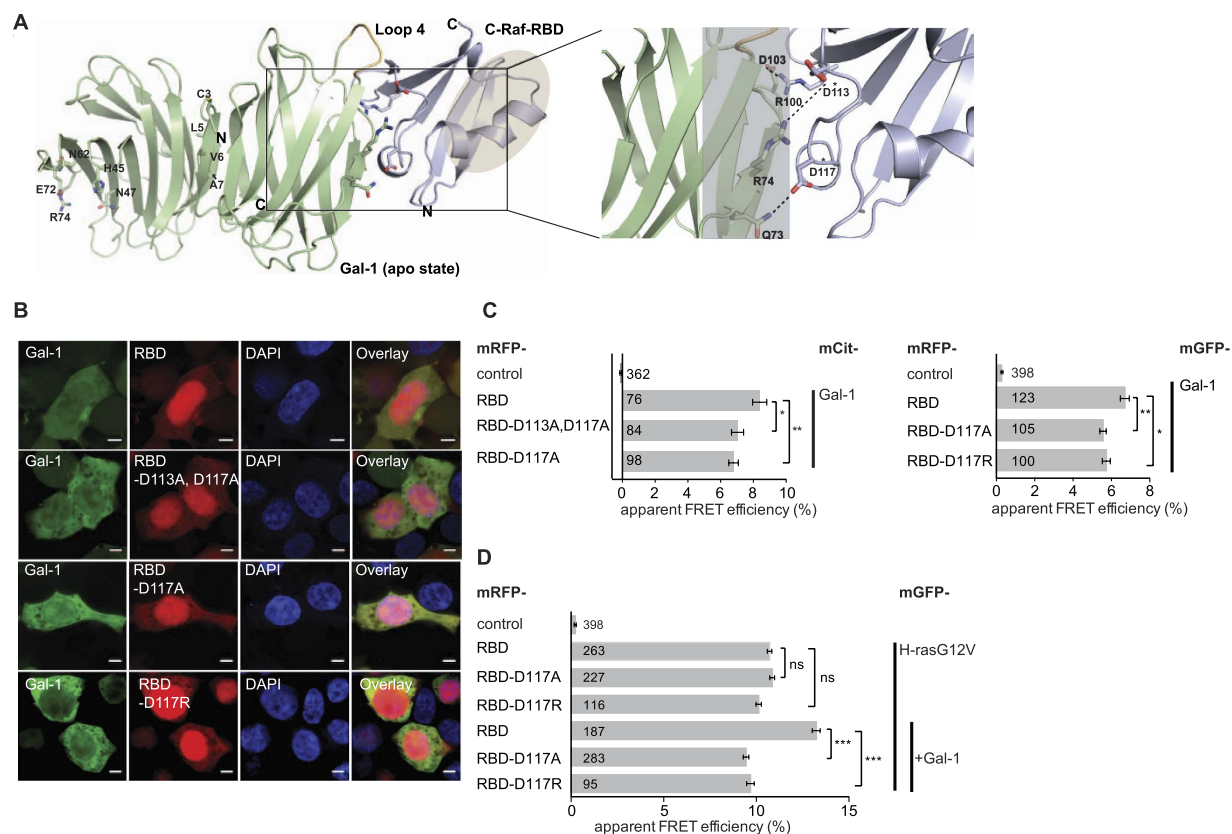 A
Loop 4
C
C-Raf-RBD
C3
L5
N
V6
A7
N62
H45
E72
N47
R74
C
N
Gal-1 (apo state)
D103
*
D113
R100
*
D117
R74
Q73
B
Gal-1
RBD
DAPI
Overlay
Gal-1
RBD
-D113A, D117A
DAPI
Overlay
Gal-1
RBD
-D117A
DAPI
Overlay
Gal-1
RBD
-D117R
DAPI
Overlay
C
mRFP-
mCit-
control
362
RBD
76
Gal-1
RBD-D113A,D117A
84
*
**
RBD-D117A
98
0 2 4 6 8 10
apparent FRET efficiency (%)
mRFP-
mGFP-
control
398
RBD
123
Gal-1
RBD-D117A
105
**
*
RBD-D117R
100
0 2 4 6 8
apparent FRET efficiency (%)
D
mRFP-
mGFP-
control
398
RBD
263
H-rasG12V
ns
ns
RBD-D117A
227
RBD-D117R
116
RBD
187
***
***
RBD-D117A
283
+Gal-1
RBD-D117R
95
0 5 10 15
apparent FRET efficiency (%)